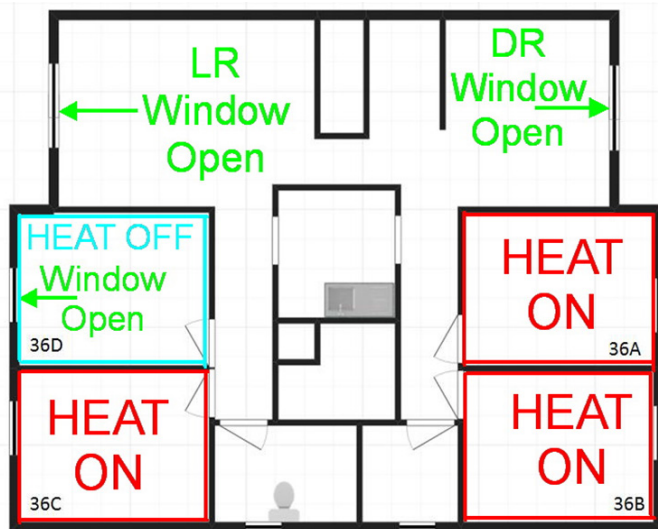 LR
Window
Open
DR
Window
Open
HEAT OFF
Window
Open
36D
HEAT
ON
36A
HEAT
ON
36C
HEAT
ON
36B